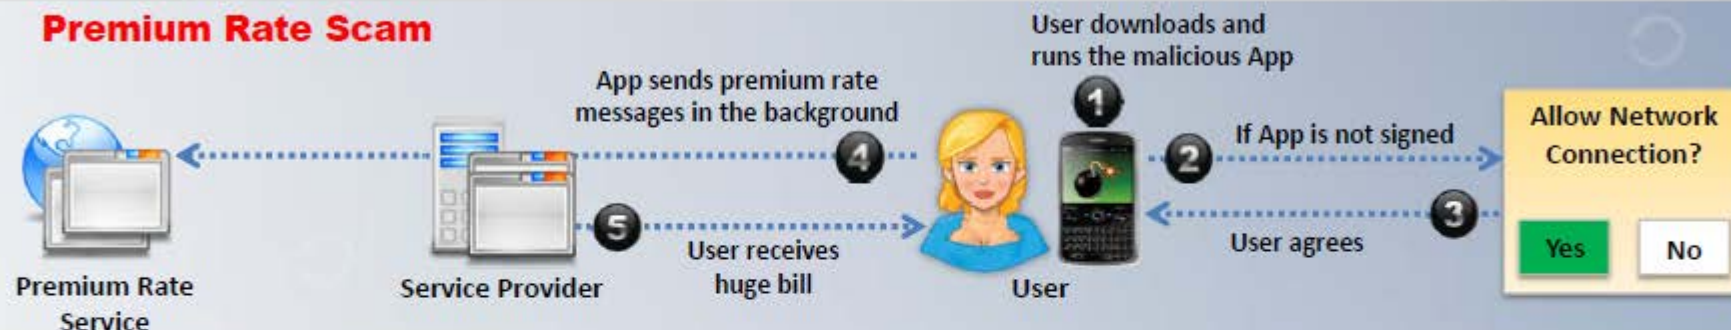 Premium Rate Scam
User downloads and
runs the malicious App
1
App sends premium rate
messages in the background
4
2
If App is not signed
Allow Network
Connection?
3
User agrees
Yes
No
5
User receives
huge bill
Premium Rate
Service
Service Provider
User